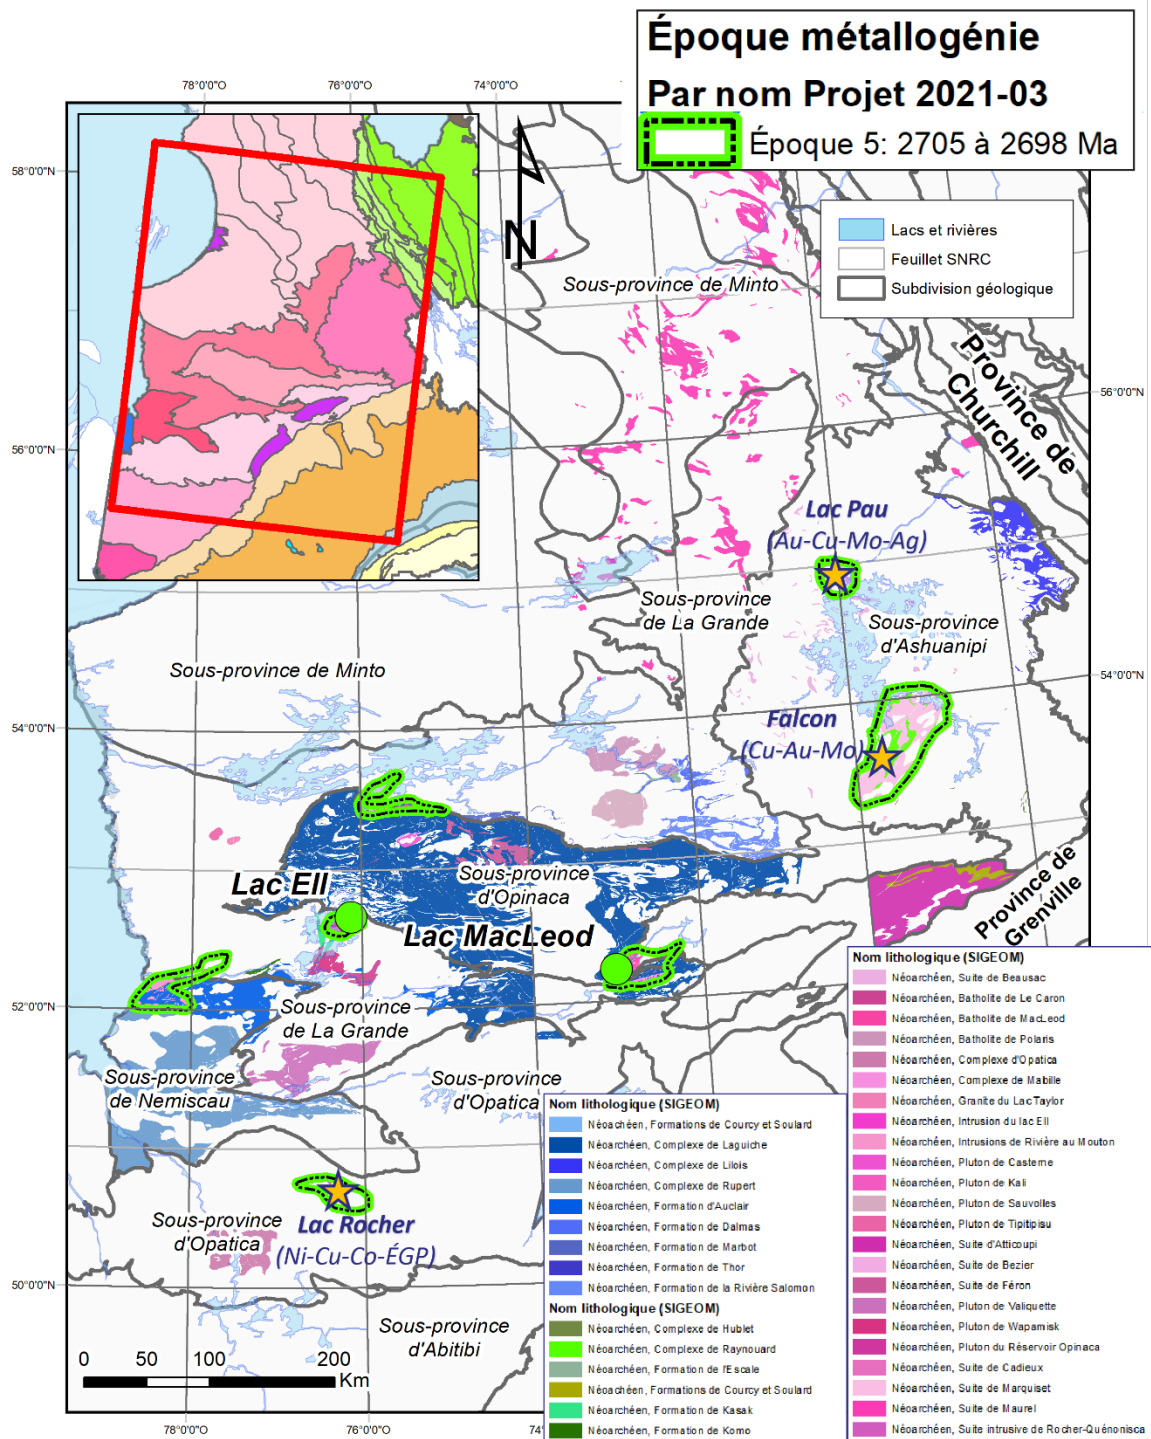 Époque métallogénie
Par nom Projet 2021-03
Époque 5: 2705 à 2698 Ma
78°0'0"O
76°0'0"O
74°0'0"O
58°0'0"N
N
Lacs et rivières
Feuillet SNRC
Subdivision géologique
Sous-province de Minto
Province de
Churchill
56°0'0"N
56°0'0"N
Lac Pau
(Au-Cu-Mo-Ag)
Sous-province
de La Grande
Sous-province
d'Ashuanipi
Sous-province de Minto
54°0'0"N
54°0'0"N
Falcon
(Cu-Au-Mo)
Lac Ell
Sous-province
d'Opinaca
Lac MacLeod
Province de
Grenville
52°0'0"N
Sous-province
de La Grande
Sous-province
de Nemiscau
Sous-province
d'Opatica
Lac Rocher
(Ni-Cu-Co-ÉGP)
Sous-province
d'Opatica
50°0'0"N
Sous-province
d'Abitibi
0 50 100 200
Km
78°0'0"O
76°0'0"O
74°
Nom lithologique (SIGEOM)
Néoachéen, Formations de Courcy et Soulard
Néoarchéen, Complexe de Laguiche
Néoarchéen, Complexe de Lilois
Néoarchéen, Complexe de Rupert
Néoarchéen, Formation d'Auclair
Néoarchéen, Formation de Dalmas
Néoarchéen, Formation de Marbot
Néoarchéen, Formation de Thor
Néoarchéen, Formation de la Rivière Salomon
Nom lithologique (SIGEOM)
Néoarchéen, Complexe de Hublet
Néoarchéen, Complexe de Raynouard
Néoarchéen, Formation de l'Escale
Néoachéen, Formations de Courcy et Soulard
Néoarchéen, Formation de Kasak
Néoarchéen, Formation de Komo
Nom lithologique (SIGEOM)
Néoarchéen, Suite de Beausac
Néoarchéen, Batholite de Le Caron
Néoarchéen, Batholite de MacLeod
Néoarchéen, Batholite de Polaris
Néoarchéen, Complexe d'Opatica
Néoarchéen, Complexe de Mabille
Néoarchéen, Granite du Lac Taylor
Néoarchéen, Intrusion du lac Ell
Néoarchéen, Intrusions de Rivière au Mouton
Néoarchéen, Pluton de Casterne
Néoarchéen, Pluton de Kali
Néoarchéen, Pluton de Sauvolles
Néoarchéen, Pluton de Tipitipisu
Néoarchéen, Suite d'Atticoupi
Néoarchéen, Suite de Bezier
Néoarchéen, Suite de Féron
Néoarchéen, Pluton de Valiquette
Néoarchéen, Pluton de Wapamisk
Néoarchéen, Pluton du Réservoir Opinaca
Néoarchéen, Suite de Cadieux
Néoarchéen, Suite de Marquiset
Néoarchéen, Suite de Maurel
Néoarchéen, Suite intrusive de Rocher-Quénonisca